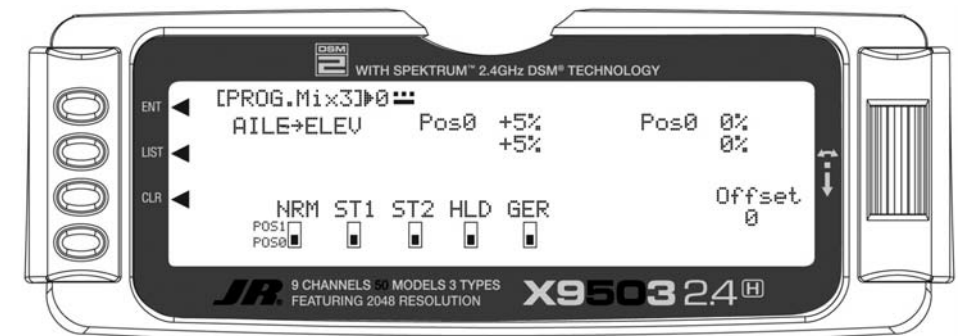 DSM
2 WITH SPEKTRUM™ 2.4GHz DSM® TECHNOLOGY
ENT
LIST
CLR
[PROG.Mix3]▶0
AILE→ELEV Pos0 +5% Pos0 0%
+5% 0%
Offset
0
NRM ST1 ST2 HLD GER
POS1
POS0
JR. 9 CHANNELS 50 MODELS 3 TYPES
FEATURING 2048 RESOLUTION
X9503 2.4 H